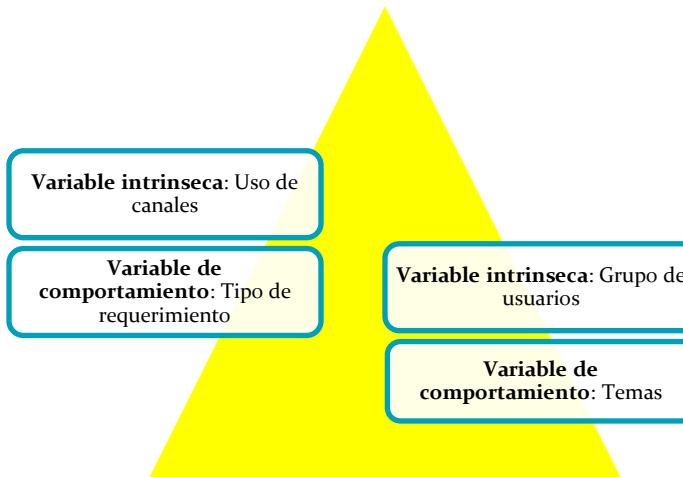 Variable intrinseca: Uso de
canales
Variable de
comportamiento: Tipo de
requerimiento
Variable intrinseca: Grupo de
usuarios
Variable de
comportamiento: Temas